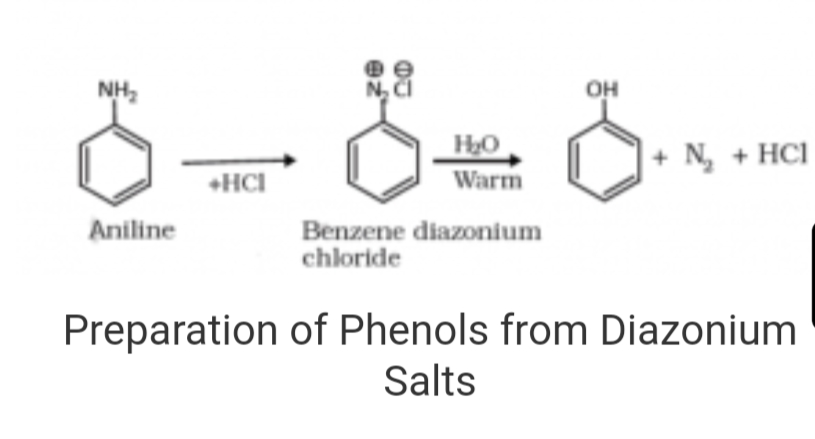 NH₂
+HCl
Aniline
⊕ ⊖
N₂ Cl
Benzene diazonium
chloride
H₂O
Warm
OH
+ N₂ + HCl
Preparation of Phenols from Diazonium
Salts